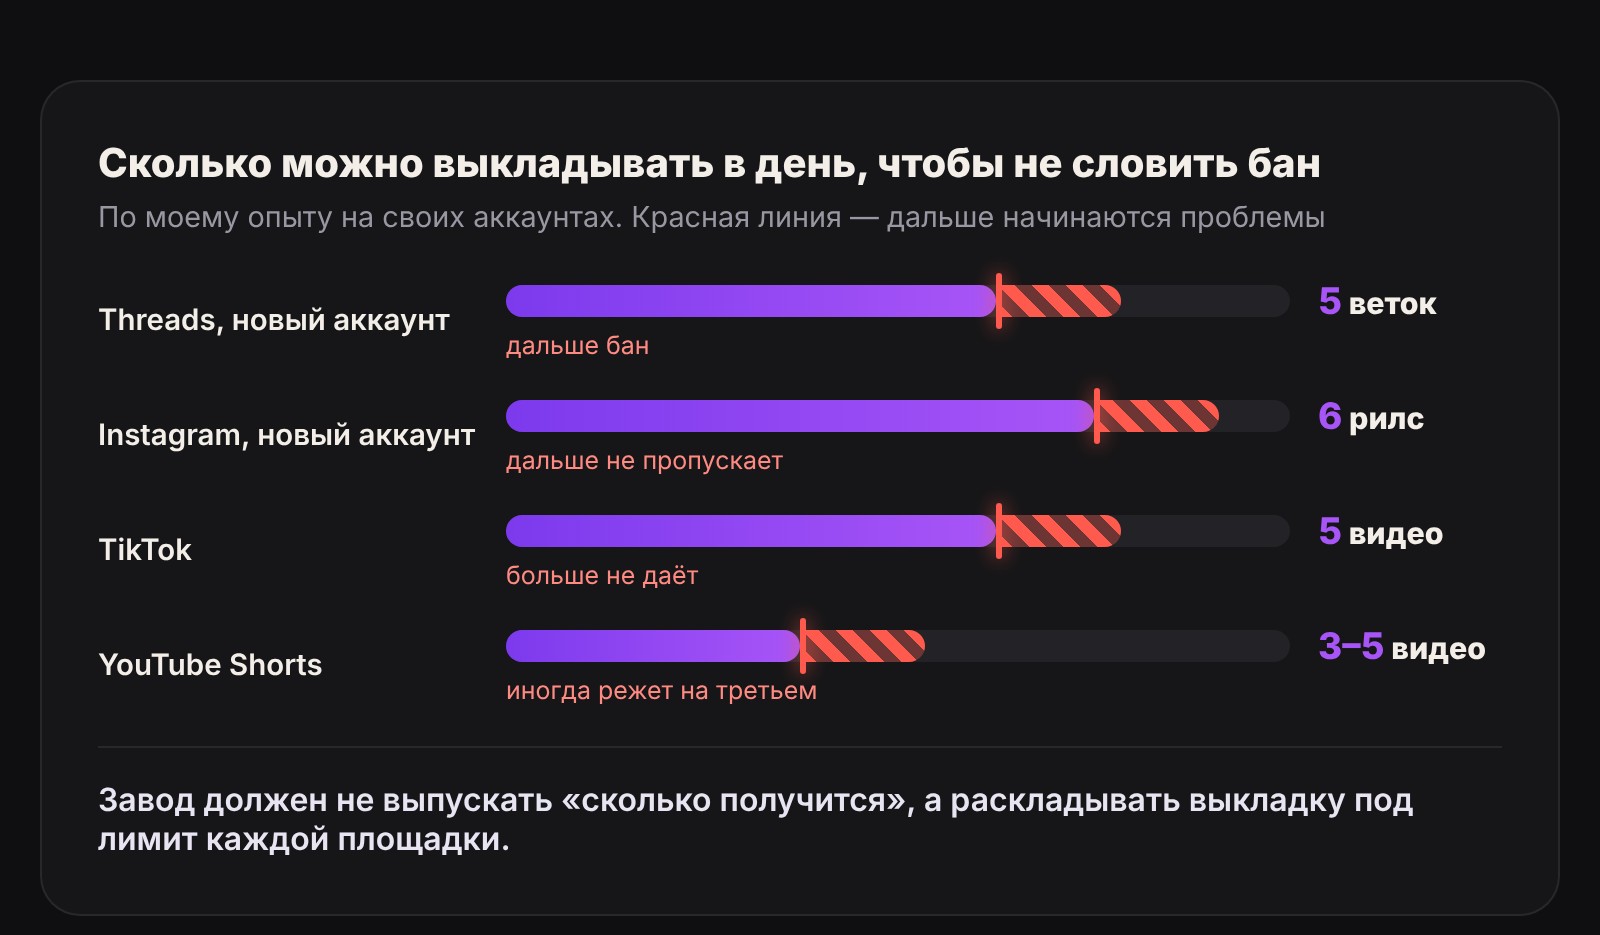 Сколько можно выкладывать в день, чтобы не словить бан
По моему опыту на своих аккаунтах. Красная линия — дальше начинаются проблемы
Threads, новый аккаунт
5 веток
дальше бан
Instagram, новый аккаунт
6 рилс
дальше не пропускает
TikTok
5 видео
больше не даёт
YouTube Shorts
3–5 видео
иногда режет на третьем
Завод должен не выпускать «сколько получится», а раскладывать выкладку под
лимит каждой площадки.